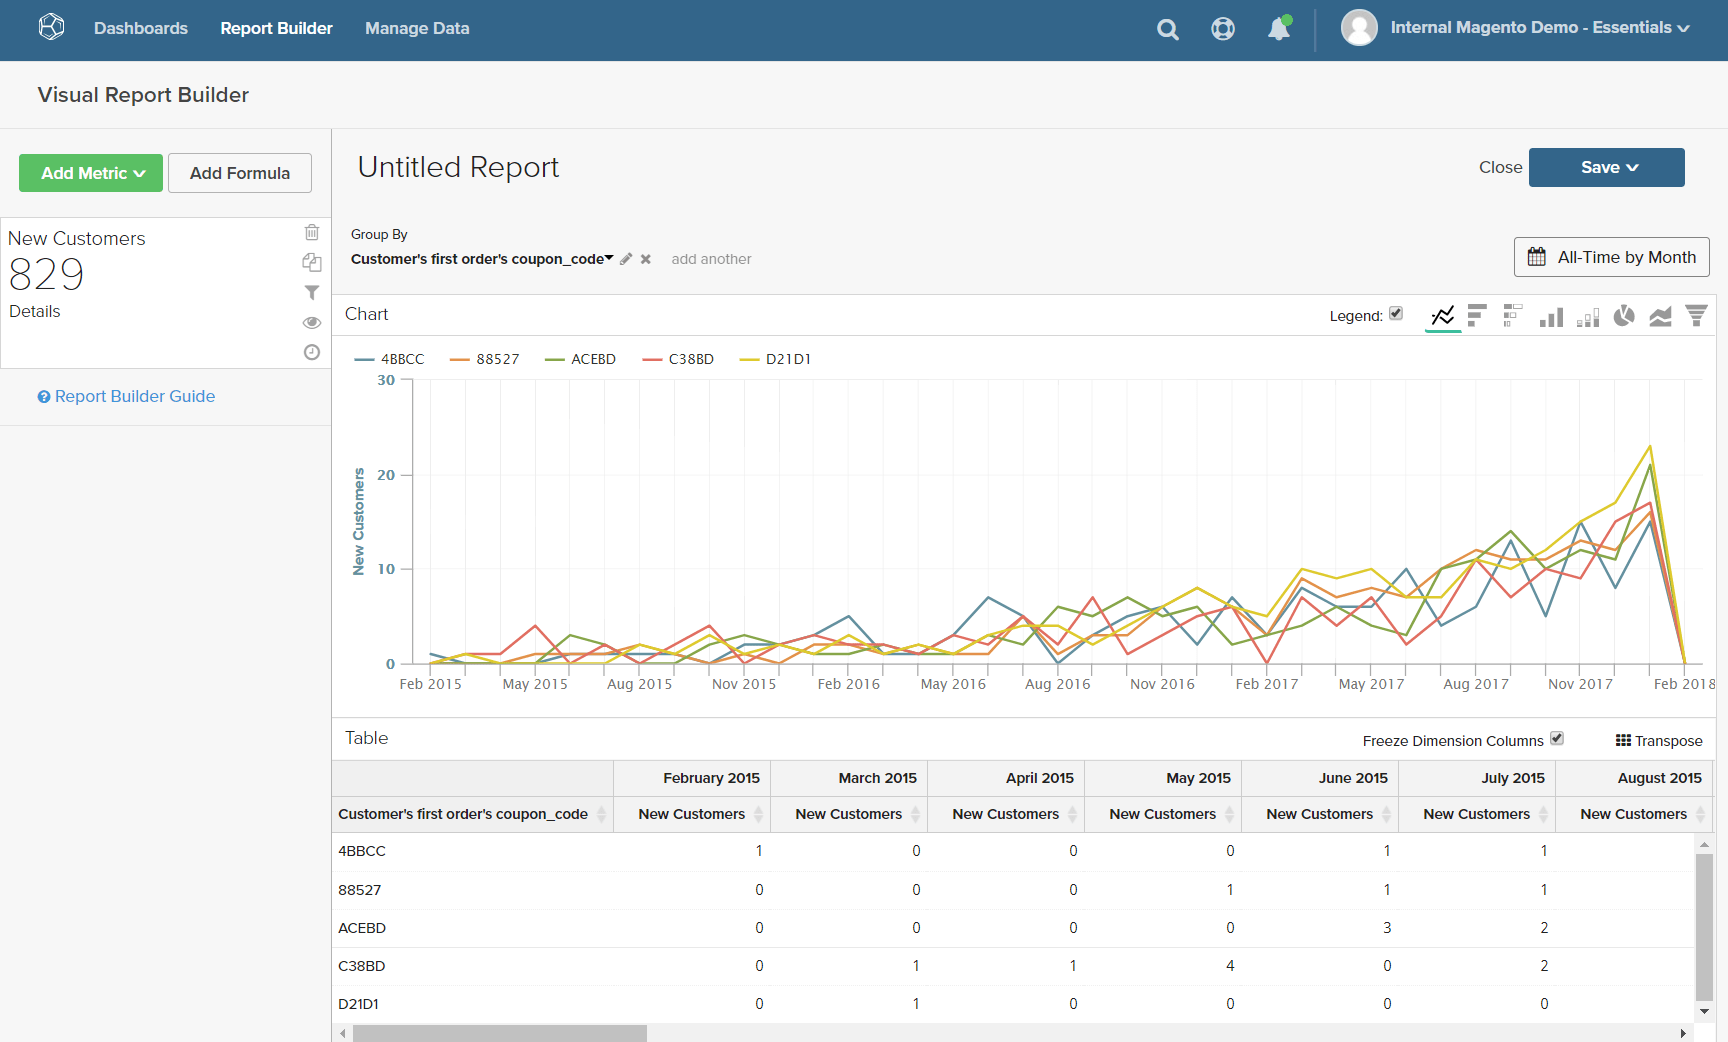 Dashboards Report Builder Manage Data Internal Magento Demo - Essentials
Visual Report Builder
Add Metric Add Formula
New Customers
829
Details
Report Builder Guide
Untitled Report
Close Save
Group By
Customer's first order's coupon_code add another
All-Time by Month
Chart Legend:
4BBCC 88527 ACEBD C38BD D21D1
30
20
10
0
New Customers
Feb 2015 May 2015 Aug 2015 Nov 2015 Feb 2016 May 2016 Aug 2016 Nov 2016 Feb 2017 May 2017 Aug 2017 Nov 2017 Feb 2018
Table Freeze Dimension Columns Transpose
February 2015 March 2015 April 2015 May 2015 June 2015 July 2015 August 2015
Customer's first order's coupon_code New Customers New Customers New Customers New Customers New Customers New Customers New Customers
4BBCC 1 0 0 0 1 1
88527 0 0 0 1 1 1
ACEBD 0 0 0 0 3 2
C38BD 0 1 1 4 0 2
D21D1 0 1 0 0 0 0